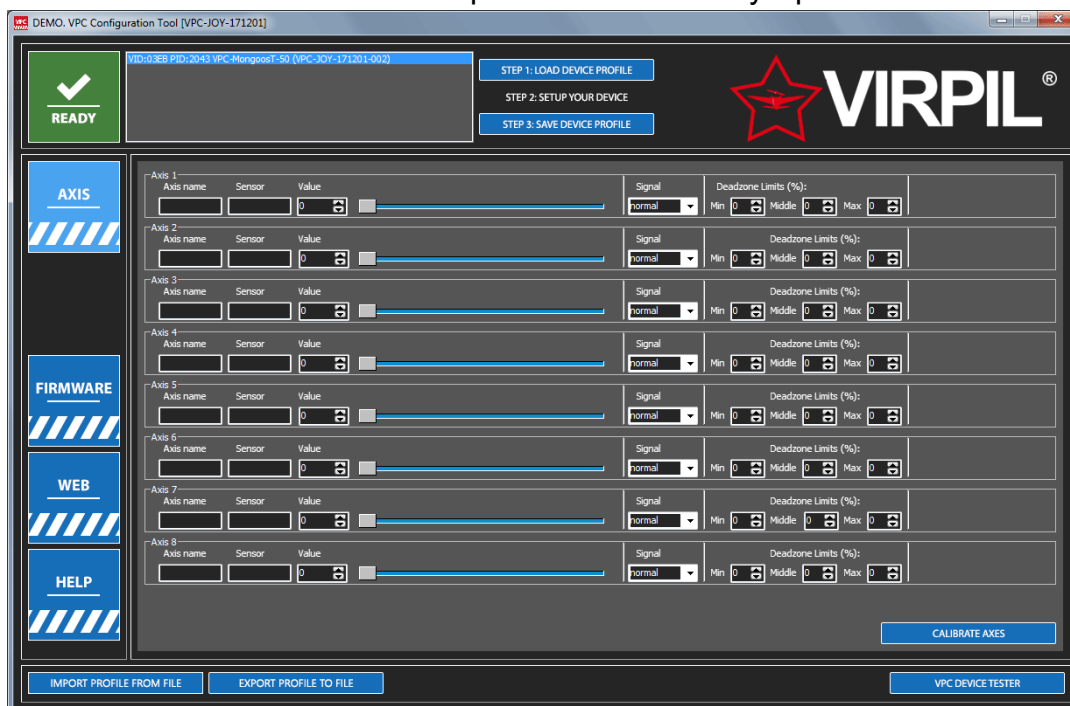 DEMO. VPC Configuration Tool [VPC-JOY-171201]
VID:03EB PID:2043 VPC-MongoosT-50 (VPC-JOY-171201-002)
READY
STEP 1: LOAD DEVICE PROFILE
STEP 2: SETUP YOUR DEVICE
STEP 3: SAVE DEVICE PROFILE
VIRPIL ®
AXIS
FIRMWARE
WEB
HELP
Axis 1
Axis name Sensor Value Signal Deadzone Limits (%):
0 normal Min 0 Middle 0 Max 0
Axis 2
Axis name Sensor Value Signal Deadzone Limits (%):
0 normal Min 0 Middle 0 Max 0
Axis 3
Axis name Sensor Value Signal Deadzone Limits (%):
0 normal Min 0 Middle 0 Max 0
Axis 4
Axis name Sensor Value Signal Deadzone Limits (%):
0 normal Min 0 Middle 0 Max 0
Axis 5
Axis name Sensor Value Signal Deadzone Limits (%):
0 normal Min 0 Middle 0 Max 0
Axis 6
Axis name Sensor Value Signal Deadzone Limits (%):
0 normal Min 0 Middle 0 Max 0
Axis 7
Axis name Sensor Value Signal Deadzone Limits (%):
0 normal Min 0 Middle 0 Max 0
Axis 8
Axis name Sensor Value Signal Deadzone Limits (%):
0 normal Min 0 Middle 0 Max 0
CALIBRATE AXES
IMPORT PROFILE FROM FILE
EXPORT PROFILE TO FILE
VPC DEVICE TESTER